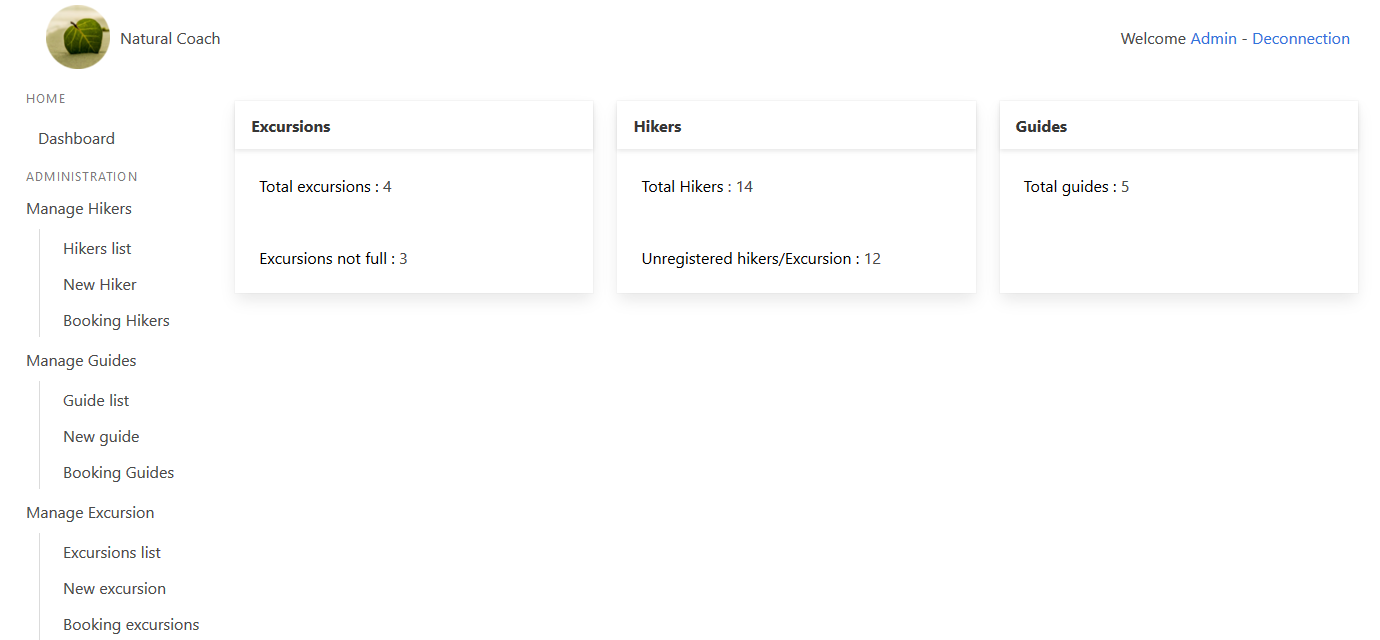 Natural Coach
Welcome Admin - Deconnection
HOME
Dashboard
ADMINISTRATION
Manage Hikers
Hikers list
New Hiker
Booking Hikers
Manage Guides
Guide list
New guide
Booking Guides
Manage Excursion
Excursions list
New excursion
Booking excursions
Excursions
Total excursions : 4
Excursions not full : 3
Hikers
Total Hikers : 14
Unregistered hikers/Excursion : 12
Guides
Total guides : 5